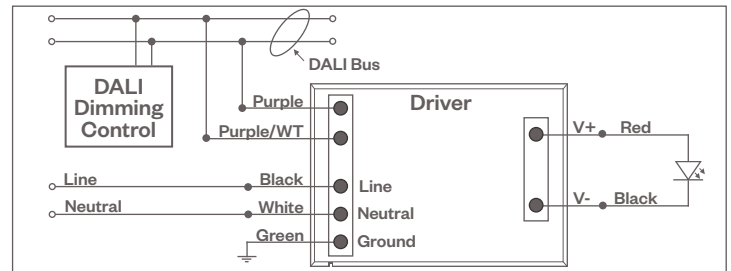 DALI Bus
DALI
Dimming
Control
Purple
Driver
Purple/WT
V+ Red
Line Black Line
Neutral White Neutral
V- Black
Green Ground